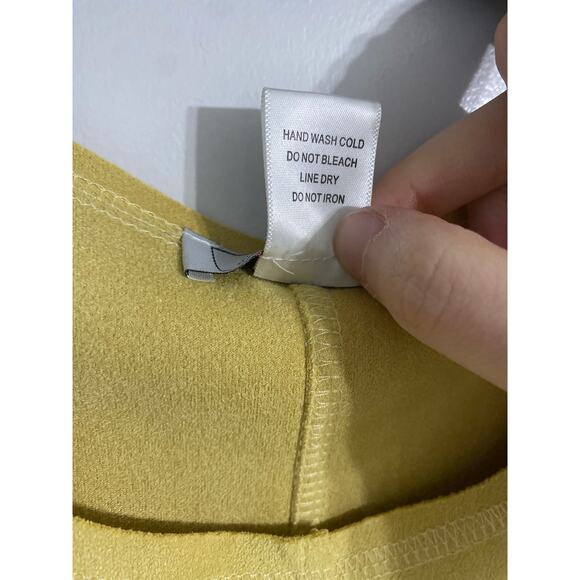 HAND WASH COLD
DO NOT BLEACH
LINE DRY
DO NOT IRON